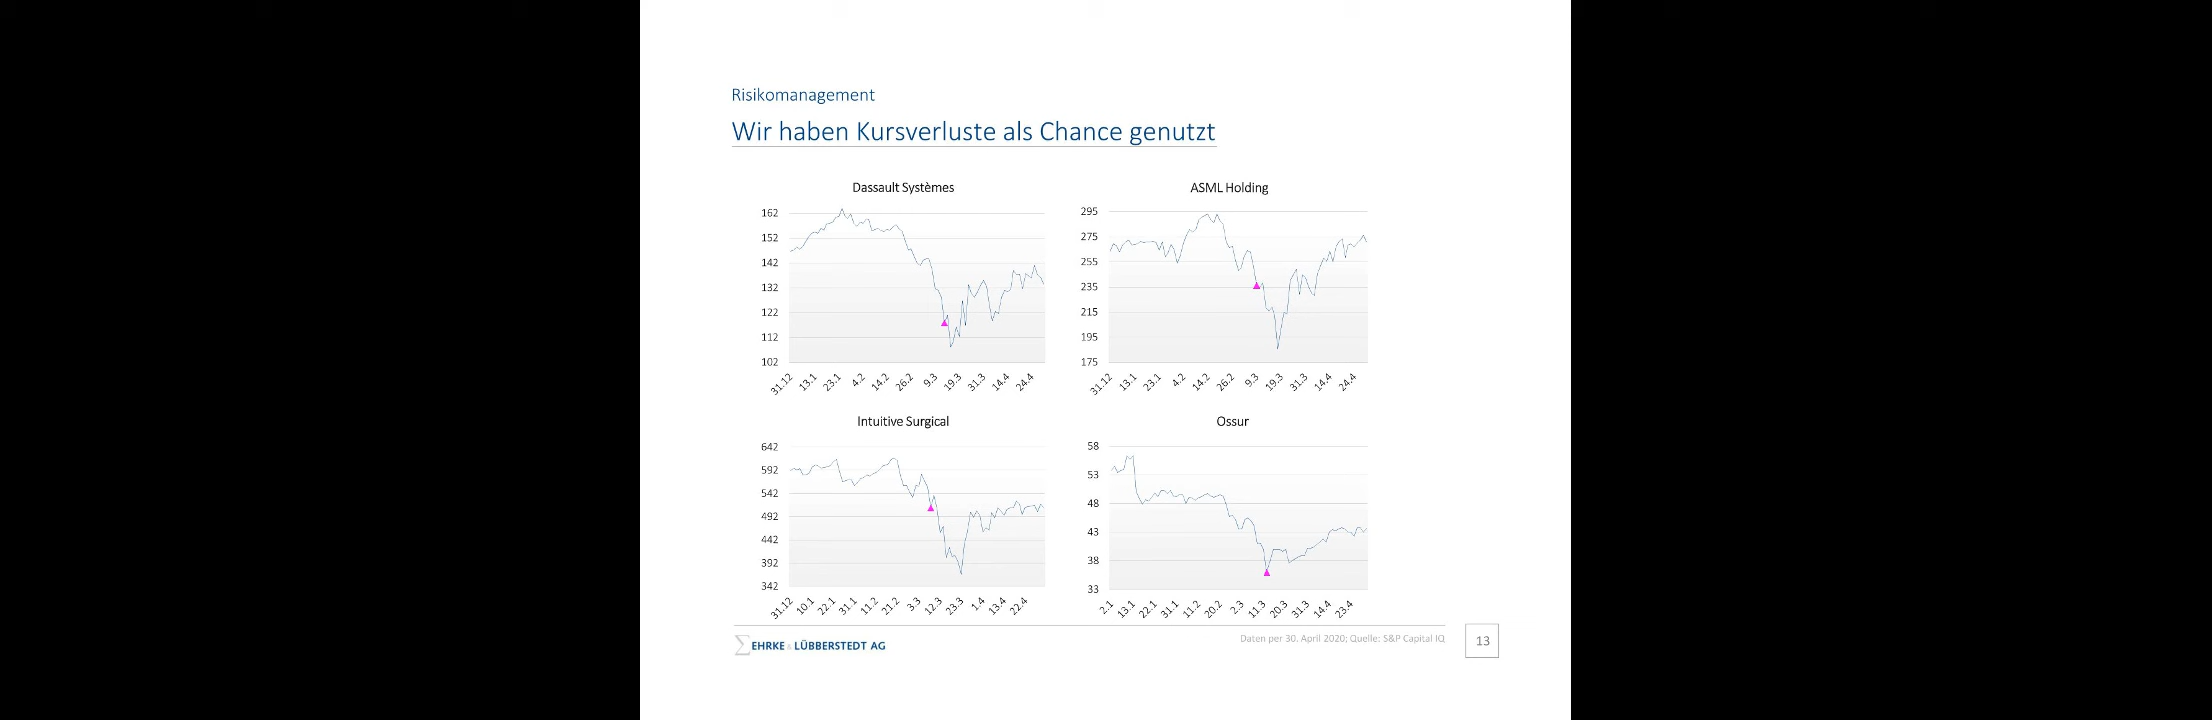 Risikomanagement
Wir haben Kursverluste als Chance genutzt
Dassault Systèmes
162
152
142
132
122
112
102
31.12 13.1 23.1 4.2 14.2 26.2 9.3 19.3 31.3 14.4 24.4
ASML Holding
295
275
255
235
215
195
175
31.12 13.1 23.1 4.2 14.2 26.2 9.3 19.3 31.3 14.4 24.4
Intuitive Surgical
642
592
542
492
442
392
342
31.12 10.1 22.1 31.1 11.2 21.2 3.3 12.3 23.3 1.4 13.4 22.4
Ossur
58
53
48
43
38
33
2.1 13.1 22.1 31.1 11.2 20.2 2.3 11.3 20.3 31.3 14.4 23.4
EHRKE & LÜBBERSTEDT AG
Daten per 30. April 2020; Quelle: S&P Capital IQ
13